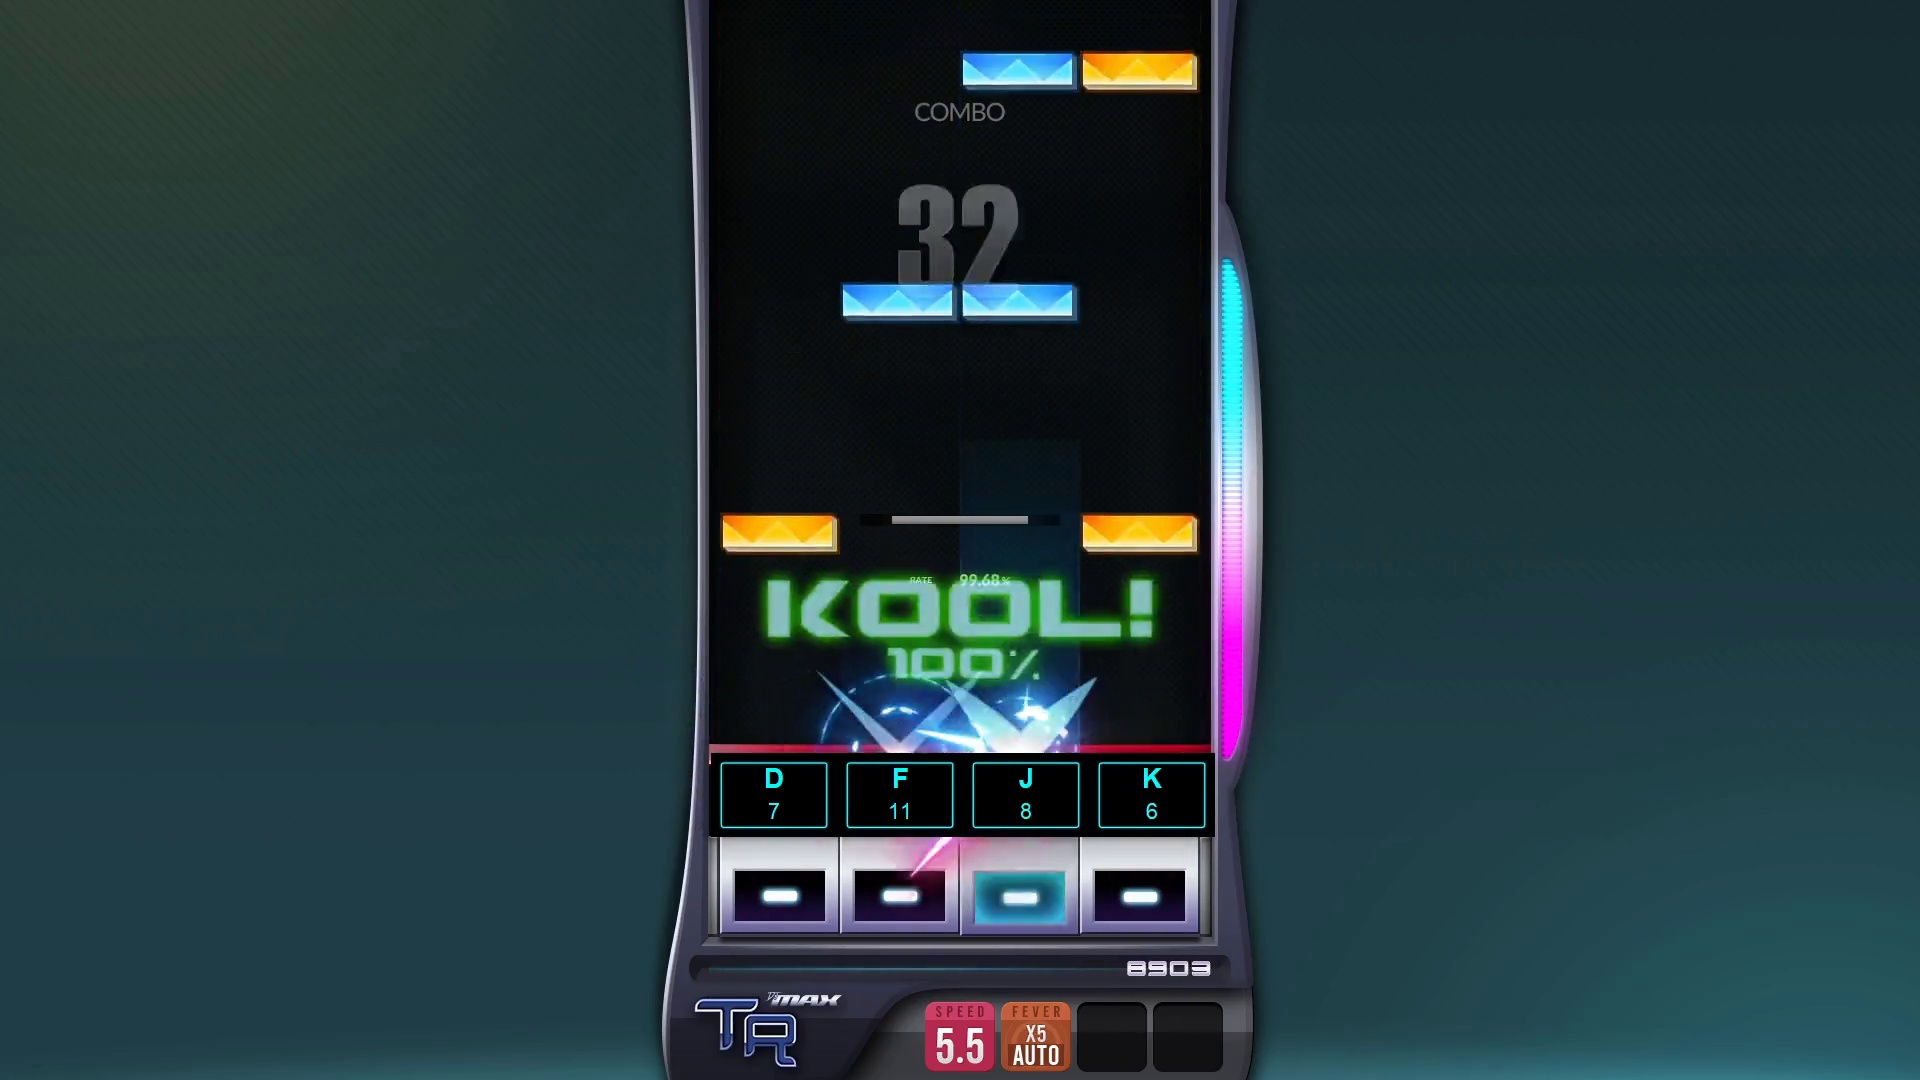 COMBO
32
RATE 99.68%
KOOL!
100%
D F J K
7 11 8 6
8903
MAX
TR
SPEED FEVER
5.5 X5
AUTO